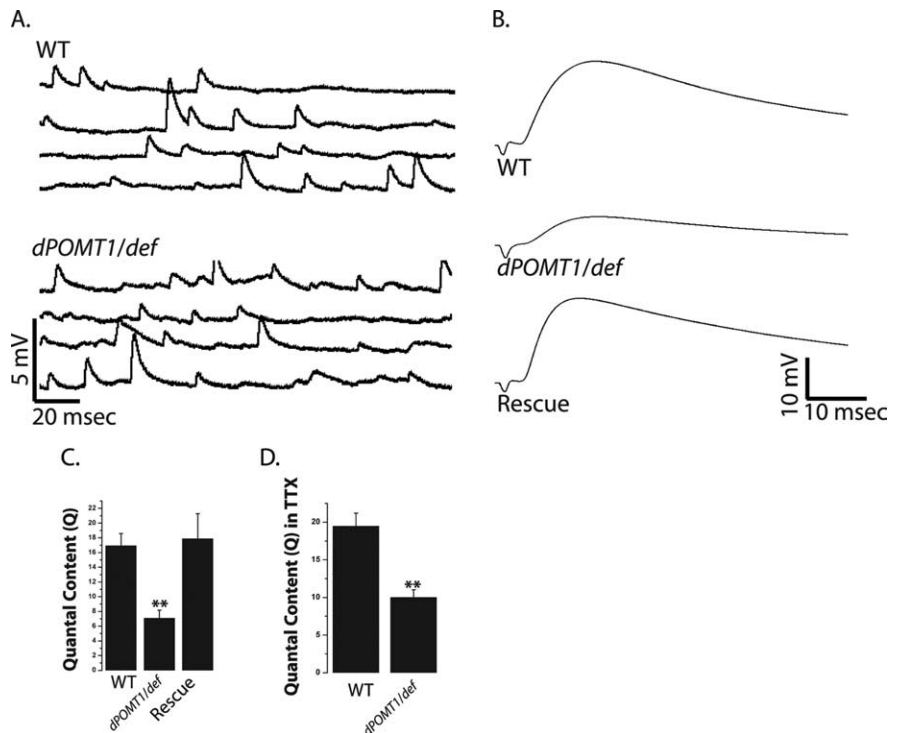 A.
WT
dPOMT1/def
5 mV
20 msec
B.
WT
dPOMT1/def
Rescue
10 mV
10 msec
C.
Quantal Content (Q)
22
20
18
16
14
12
10
8
6
4
2
0
**
WT
dPOMT1/def
Rescue
D.
Quantal Content (Q) in TTX
20
15
10
5
0
**
WT
dPOMT1/def